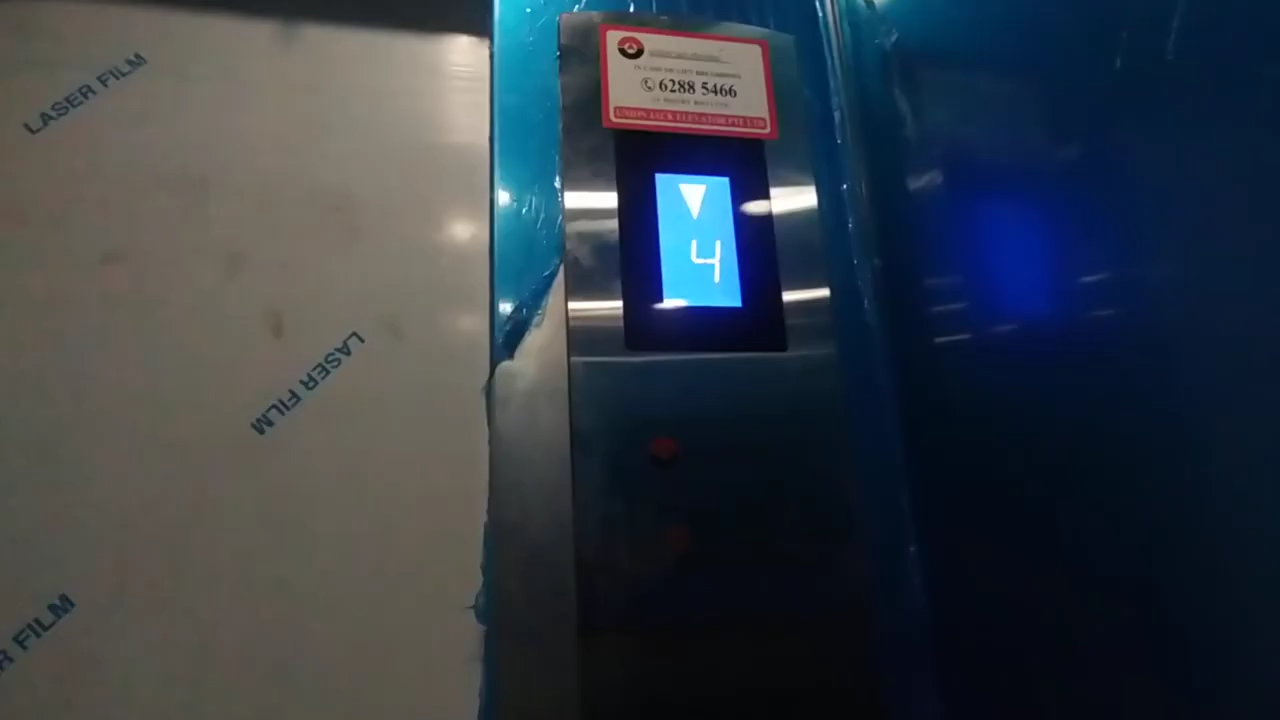 LASER FILM
LASER FILM
R FILM
6288 5466
UNION JACK ELEVATOR PTE LTD
4